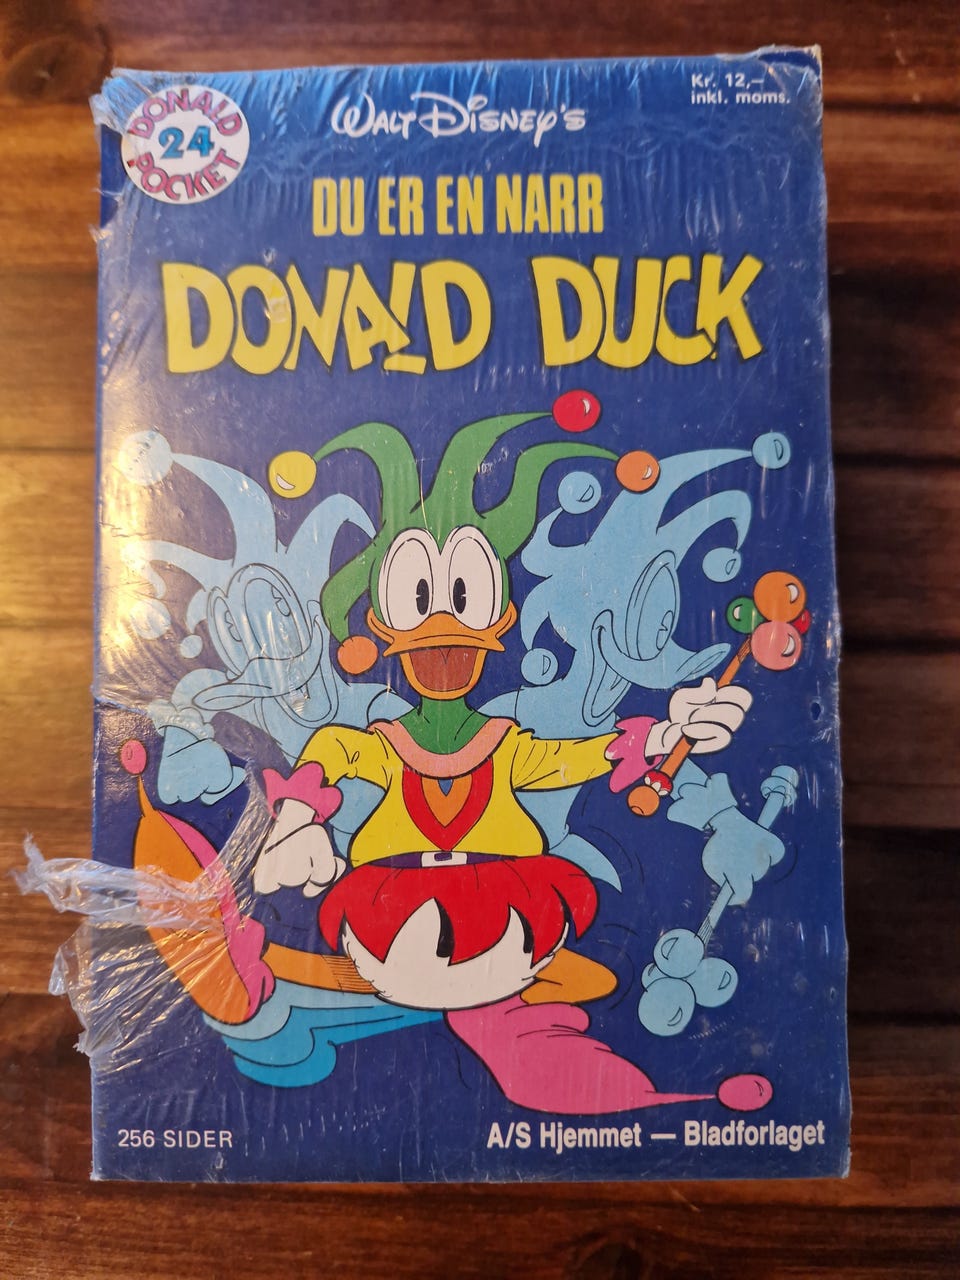 DONALD
24
POCKET
WALT DISNEY'S
Kr. 12,—
inkl. moms.
DU ER EN NARR
DONALD DUCK
256 SIDER
A/S Hjemmet — Bladforlaget